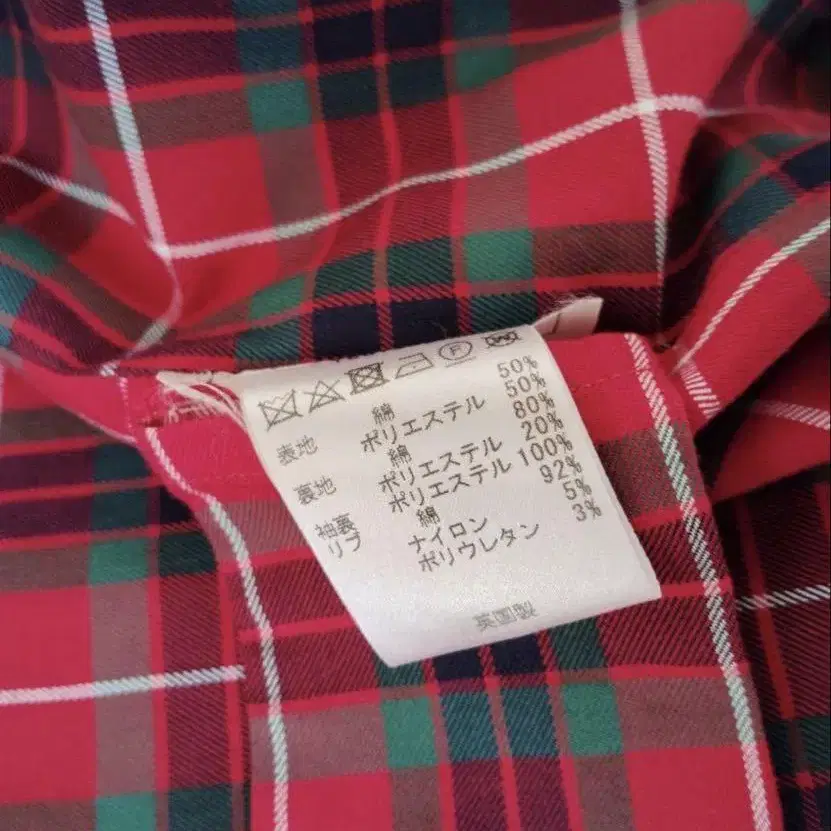 表地 綿 50%
ポリエステル 50%
裏地 綿 80%
ポリエステル 20%
袖裏 ポリエステル 100%
リブ 綿 92%
ナイロン 5%
ポリウレタン 3%
英国製